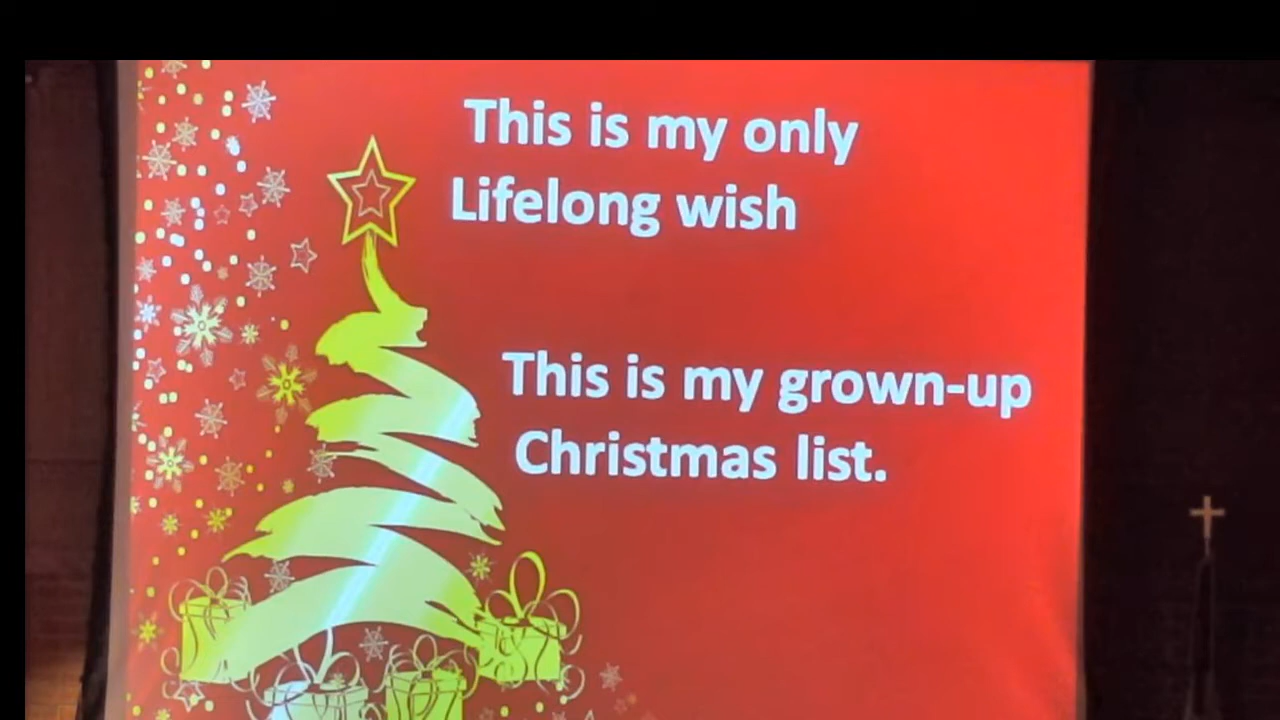 This is my only
Lifelong wish
This is my grown-up
Christmas list.